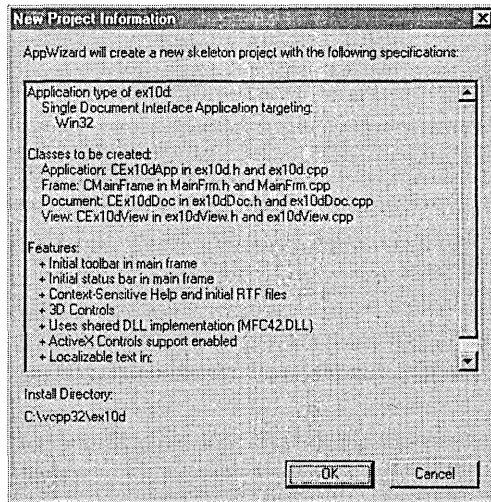 New Project Information
AppWizard will create a new skeleton project with the following specifications:
Application type of ex10d:
Single Document Interface Application targeting:
Win32
Classes to be created:
Application: CEx10dApp in ex10d.h and ex10d.cpp
Frame: CMainFrame in MainFrm.h and MainFrm.cpp
Document: CEx10dDoc in ex10dDoc.h and ex10dDoc.cpp
View: CEx10dView in ex10dView.h and ex10dView.cpp
Features:
+ Initial toolbar in main frame
+ Initial status bar in main frame
+ Context-Sensitive Help and initial RTF files
+ 3D Controls
+ Uses shared DLL implementation (MFC42.DLL)
+ ActiveX Controls support enabled
+ Localizable text in:
Install Directory:
C:\vcpp32\ex10d
OK
Cancel